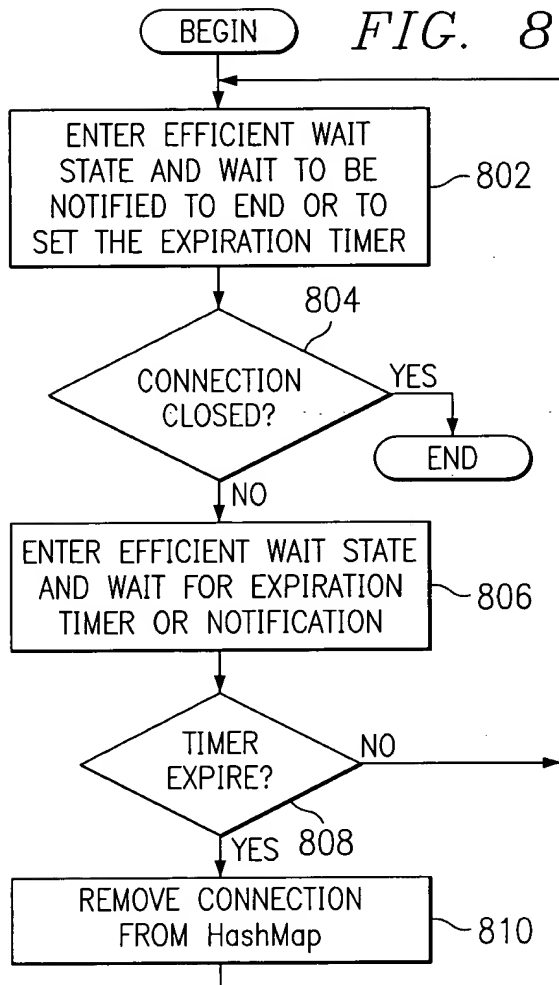 BEGIN
FIG. 8
ENTER EFFICIENT WAIT
STATE AND WAIT TO BE
NOTIFIED TO END OR TO
SET THE EXPIRATION TIMER
802
804
CONNECTION
CLOSED?
YES
END
NO
ENTER EFFICIENT WAIT STATE
AND WAIT FOR EXPIRATION
TIMER OR NOTIFICATION
806
TIMER
EXPIRE?
NO
808
YES
REMOVE CONNECTION
FROM HashMap
810